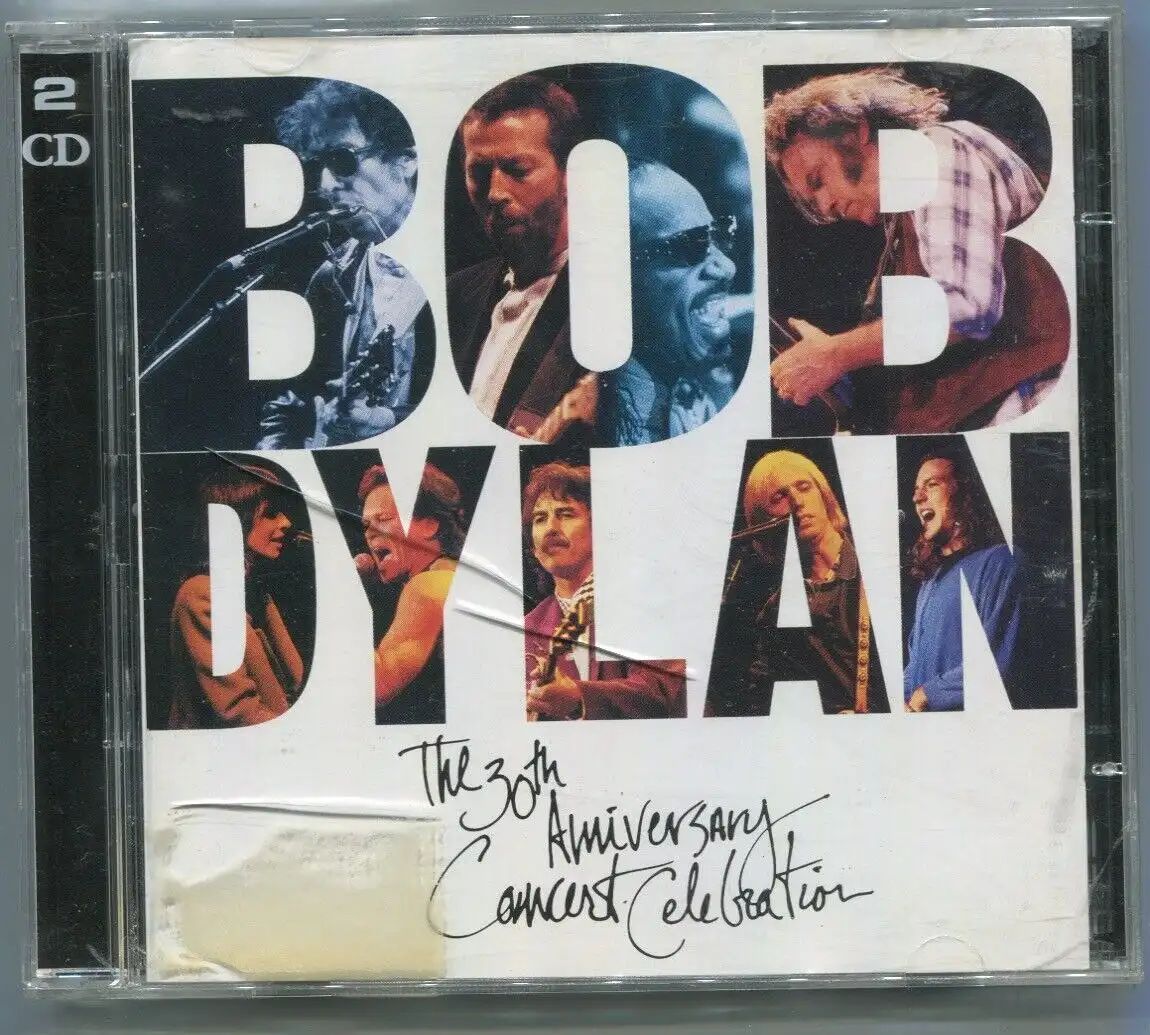 2
CD
BOB
DYLAN
The 30th
Anniversary
Concert Celebration